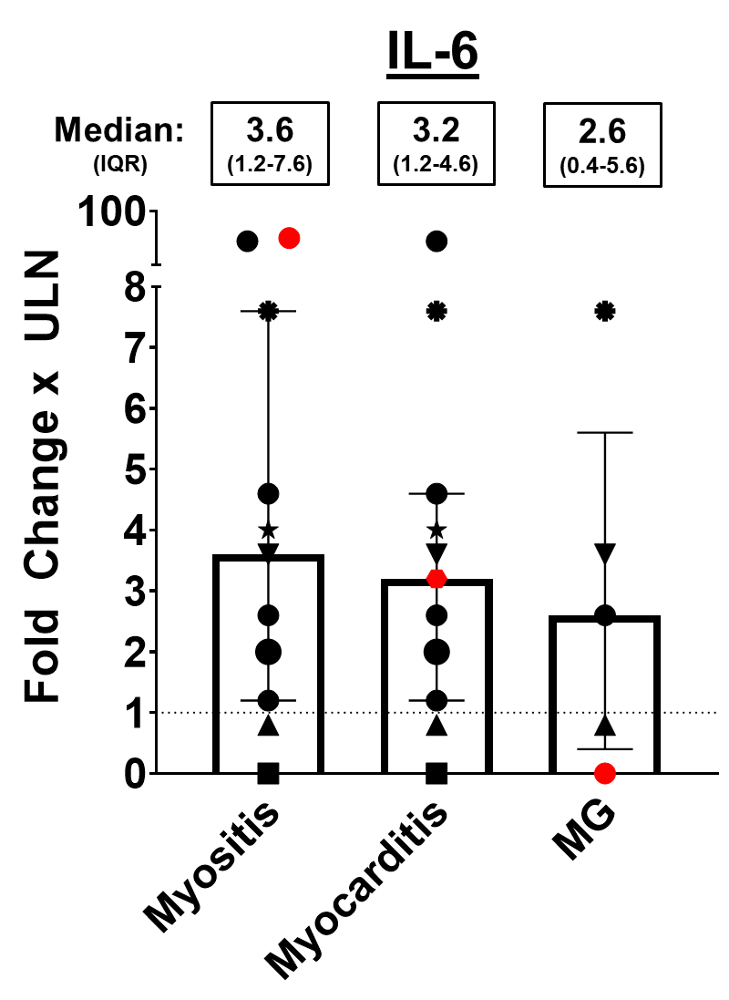 IL-6
Median: 3.6 3.2 2.6
(IQR) (1.2-7.6) (1.2-4.6) (0.4-5.6)
Fold Change x ULN
100
8
7
6
5
4
3
2
1
0
Myositis Myocarditis MG